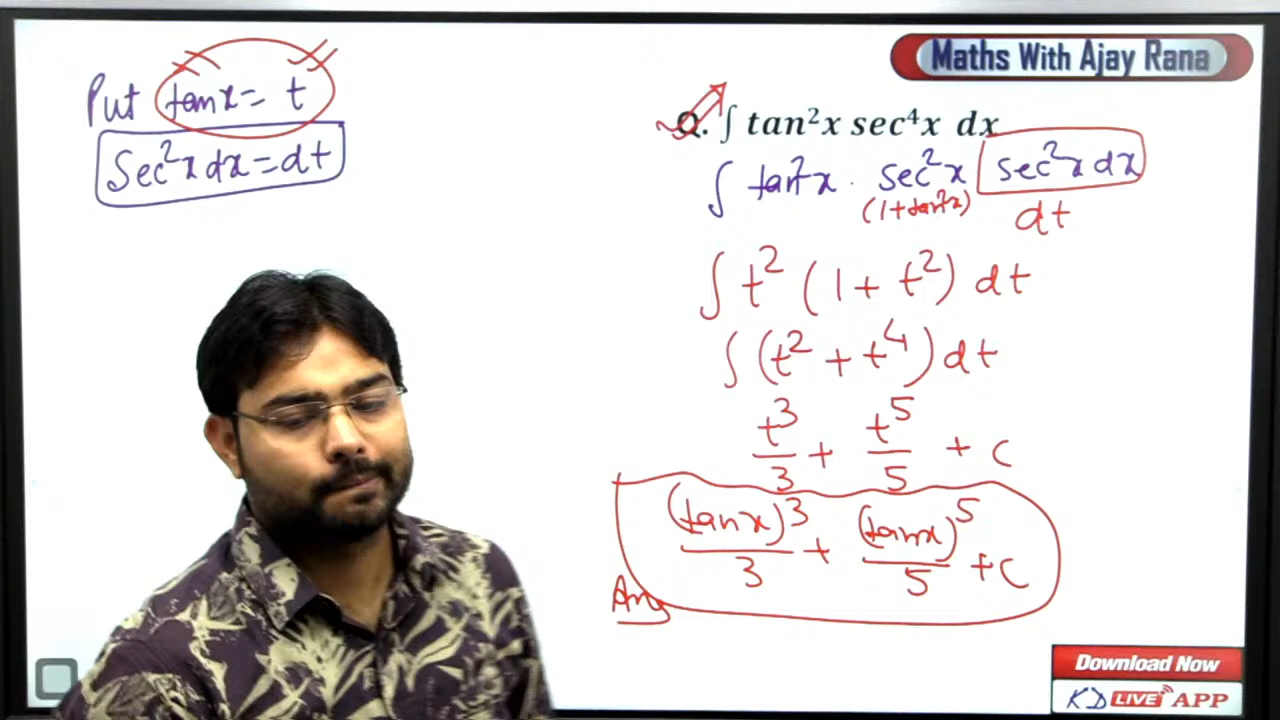 Put tanx = t
Sec²x dx = dt
Maths With Ajay Rana
Q. ∫ tan²x sec⁴x dx
∫ tan²x · sec²x sec²x dx
(1+tan²x) dt
∫ t² (1 + t²) dt
∫ (t² + t⁴) dt
t³/3 + t⁵/5 + c
(tanx)³/3 + (tanx)⁵/5 + c
Ans
Download Now
KD LIVE APP